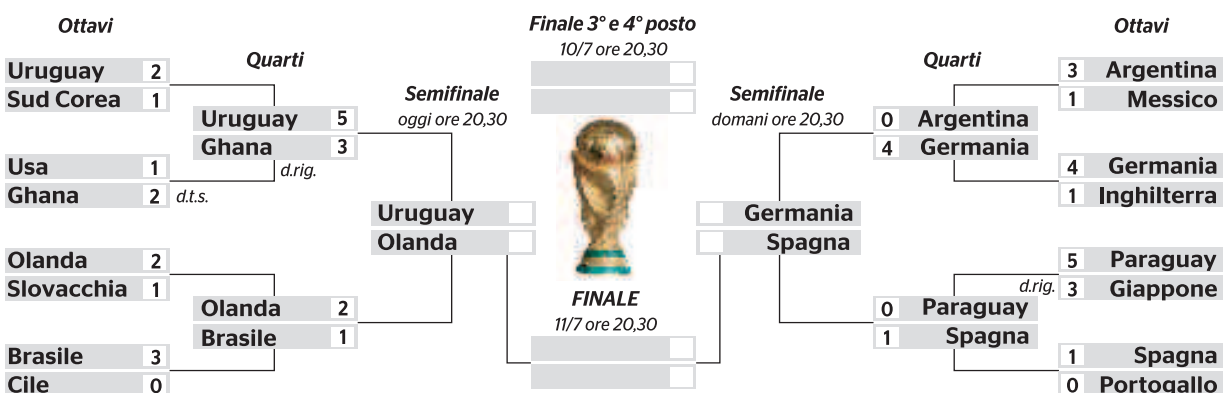 Ottavi
Uruguay 2
Sud Corea 1
Usa 1
Ghana 2 d.t.s.
Olanda 2
Slovacchia 1
Brasile 3
Cile 0
Quarti
Uruguay 5
Ghana 3
d.rig.
Olanda 2
Brasile 1
Semifinale
oggi ore 20,30
Uruguay
Olanda
Finale 3° e 4° posto
10/7 ore 20,30
FINALE
11/7 ore 20,30
Semifinale
domani ore 20,30
Germania
Spagna
Quarti
0 Argentina
4 Germania
0 Paraguay
1 Spagna
Ottavi
3 Argentina
1 Messico
4 Germania
1 Inghilterra
5 Paraguay
d.rig. 3 Giappone
1 Spagna
0 Portogallo